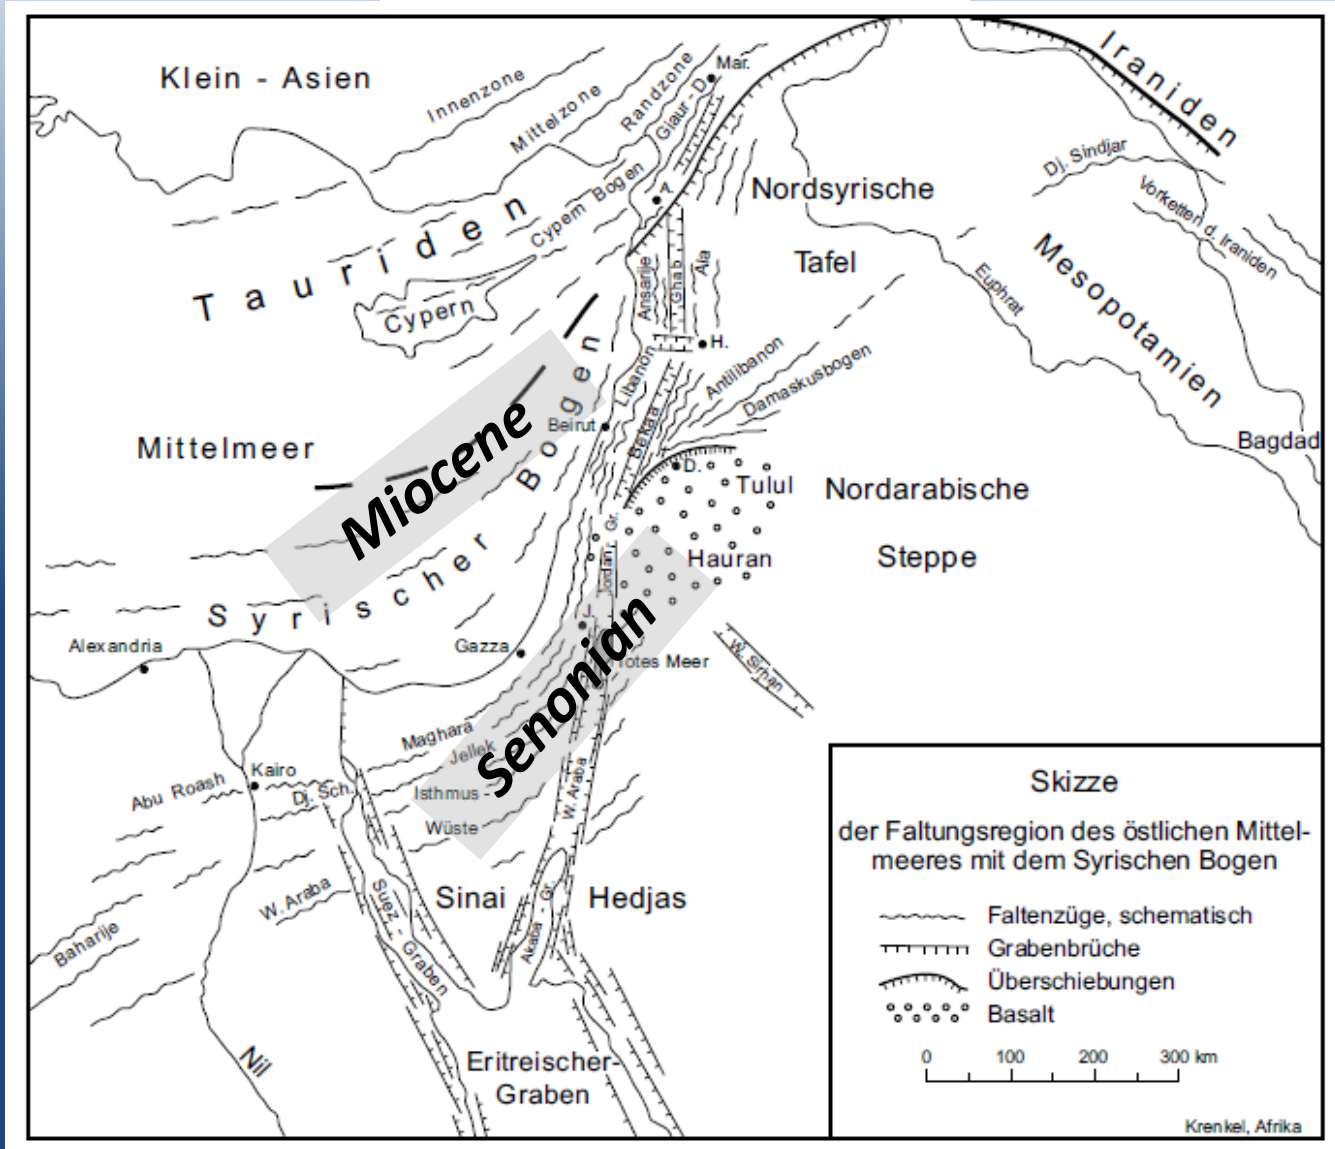 Klein - Asien
Innenzone
Mittelzone
Randzone
Giaur - D.
Mar.
Iraniden
Dj. Sindjar
Vorketten d. Iraniden
Nordsyrische
Tafel
Tauriden
Cypern Bogen
Cypern
Ansarije
Ghab
Ala
Euphrat
Mesopotamien
H.
Libanon
Antilibanon
Damaskusbogen
Bekaa
Beirut
Bagdad
Mittelmeer
Miocene
Syrischer Bogen
D.
Tulul
Nordarabische
Steppe
Hauran
Jordan Gr.
J.
Senonian
Totes Meer
W. Sirhan
Alexandria
Gazza
Maghara
Jellek
Isthmus -
Wüste
W. Araba
Kairo
Abu Roash
Dj. Sch.
W. Araba
Baharije
Suez - Graben
Sinai
Hedjas
Akaba - Gr.
Nil
Eritreischer-
Graben
Skizze
der Faltungsregion des östlichen Mittel-
meeres mit dem Syrischen Bogen
Faltenzüge, schematisch
Grabenbrüche
Überschiebungen
Basalt
0 100 200 300 km
Krenkel, Afrika